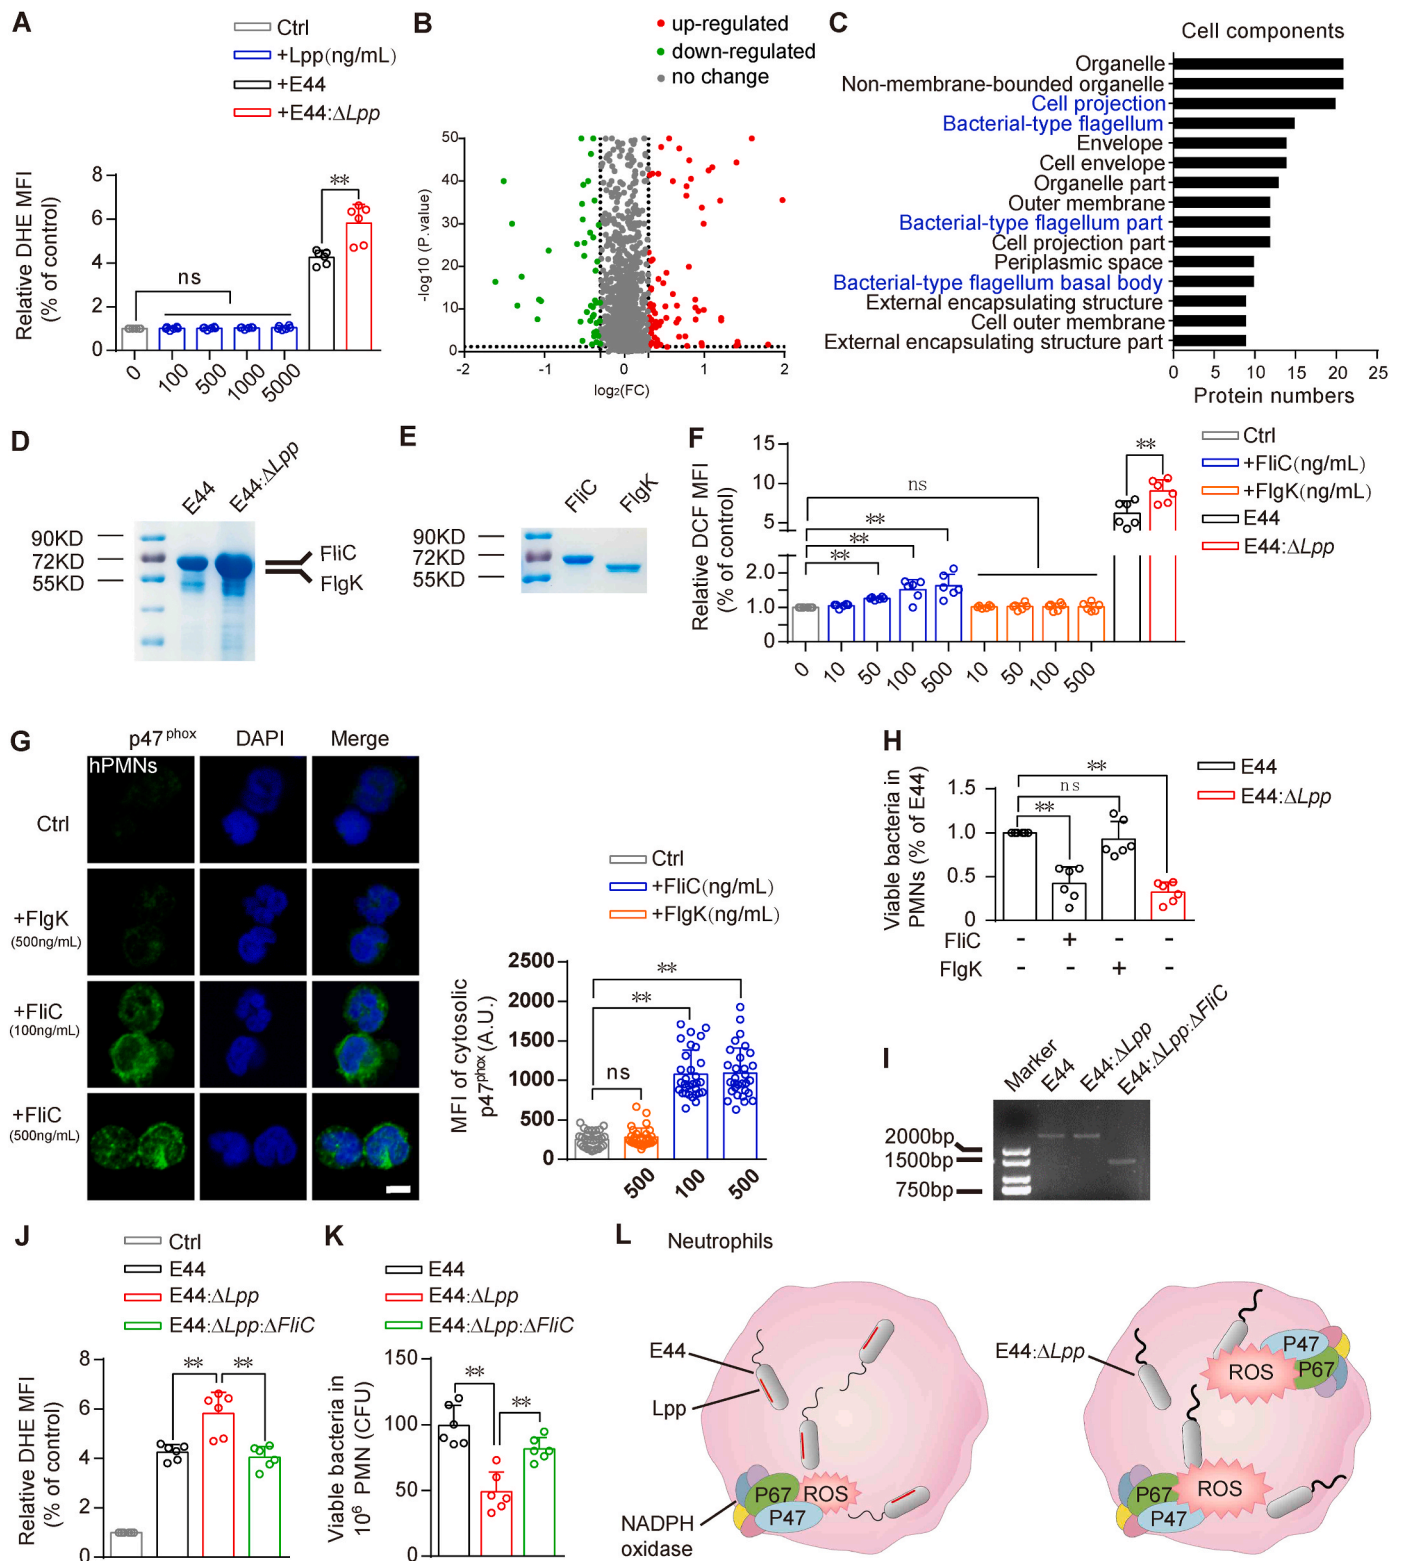 A
Ctrl
+Lpp(ng/mL)
+E44
+E44:ΔLpp
Relative DHE MFI
(% of control)
8
6
4
2
0
ns
**
0
100
500
1000
5000
B
up-regulated
down-regulated
no change
-log10 (P.value)
50
40
30
20
10
0
-2
-1
0
1
2
log2(FC)
C
Cell components
Organelle
Non-membrane-bounded organelle
Cell projection
Bacterial-type flagellum
Envelope
Cell envelope
Organelle part
Outer membrane
Bacterial-type flagellum part
Cell projection part
Periplasmic space
Bacterial-type flagellum basal body
External encapsulating structure
Cell outer membrane
External encapsulating structure part
0 5 10 15 20 25
Protein numbers
D
E44
E44:ΔLpp
90KD
72KD
55KD
FliC
FlgK
E
FliC
FlgK
90KD
72KD
55KD
F
Ctrl
+FliC(ng/mL)
+FlgK(ng/mL)
E44
E44:ΔLpp
Relative DCF MFI
(% of control)
15
10
5
2.0
1.0
0
**
**
**
ns
**
0
10
50
100
500
10
50
100
500
G
p47phox
DAPI
Merge
hPMNs
Ctrl
+FlgK
(500ng/mL)
+FliC
(100ng/mL)
+FliC
(500ng/mL)
Ctrl
+FliC(ng/mL)
+FlgK(ng/mL)
MFI of cytosolic
p47phox(A.U.)
2500
2000
1500
1000
500
0
ns
**
**
500
100
500
H
E44
E44:ΔLpp
Viable bacteria in
PMNs (% of E44)
1.5
1.0
0.5
0
**
ns
**
FliC - + - -
FlgK - - + -
I
Marker
E44
E44:ΔLpp
E44:ΔLpp:ΔFliC
2000bp
1500bp
750bp
J
Ctrl
E44
E44:ΔLpp
E44:ΔLpp:ΔFliC
Relative DHE MFI
(% of control)
8
6
4
2
0
**
**
K
E44
E44:ΔLpp
E44:ΔLpp:ΔFliC
Viable bacteria in
10⁶ PMN (CFU)
150
100
50
0
**
**
L
Neutrophils
E44
Lpp
NADPH
oxidase
P67
P47
ROS
E44:ΔLpp
ROS
P47
P67
P67
P47
ROS